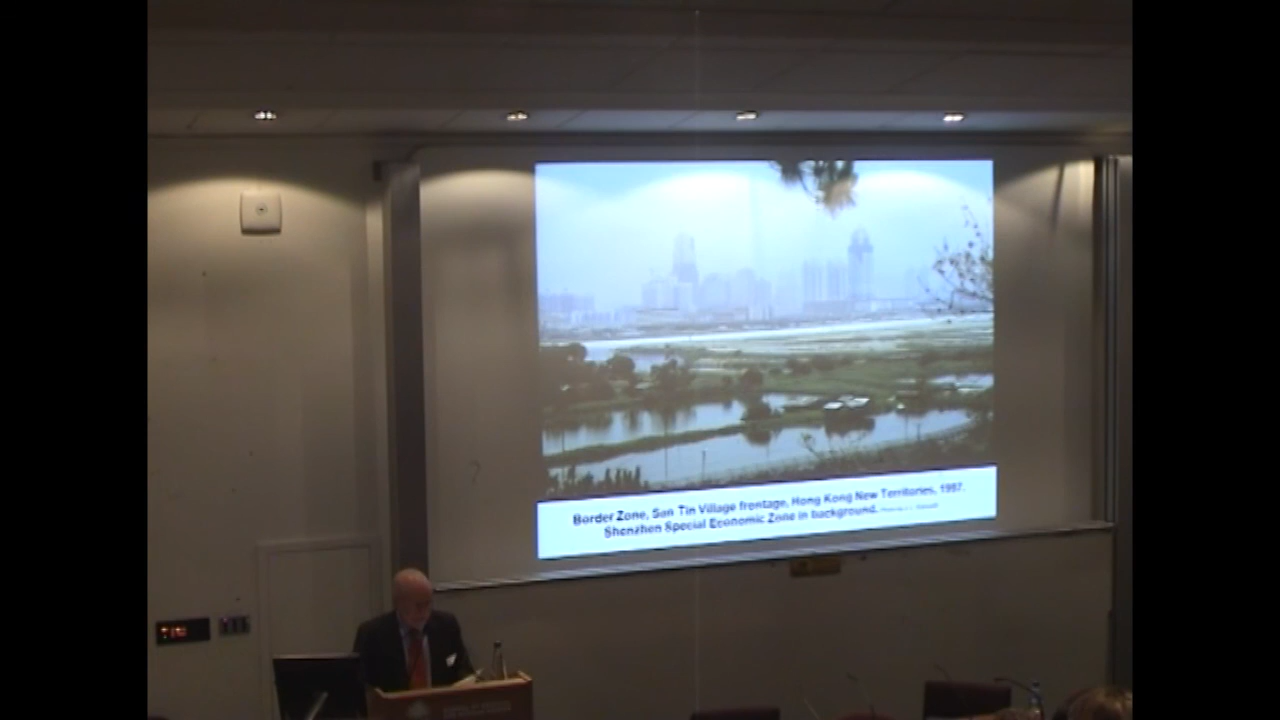 Border Zone, San Tin Village frontage, Hong Kong New Territories, 1997.
Shenzhen Special Economic Zone in background.